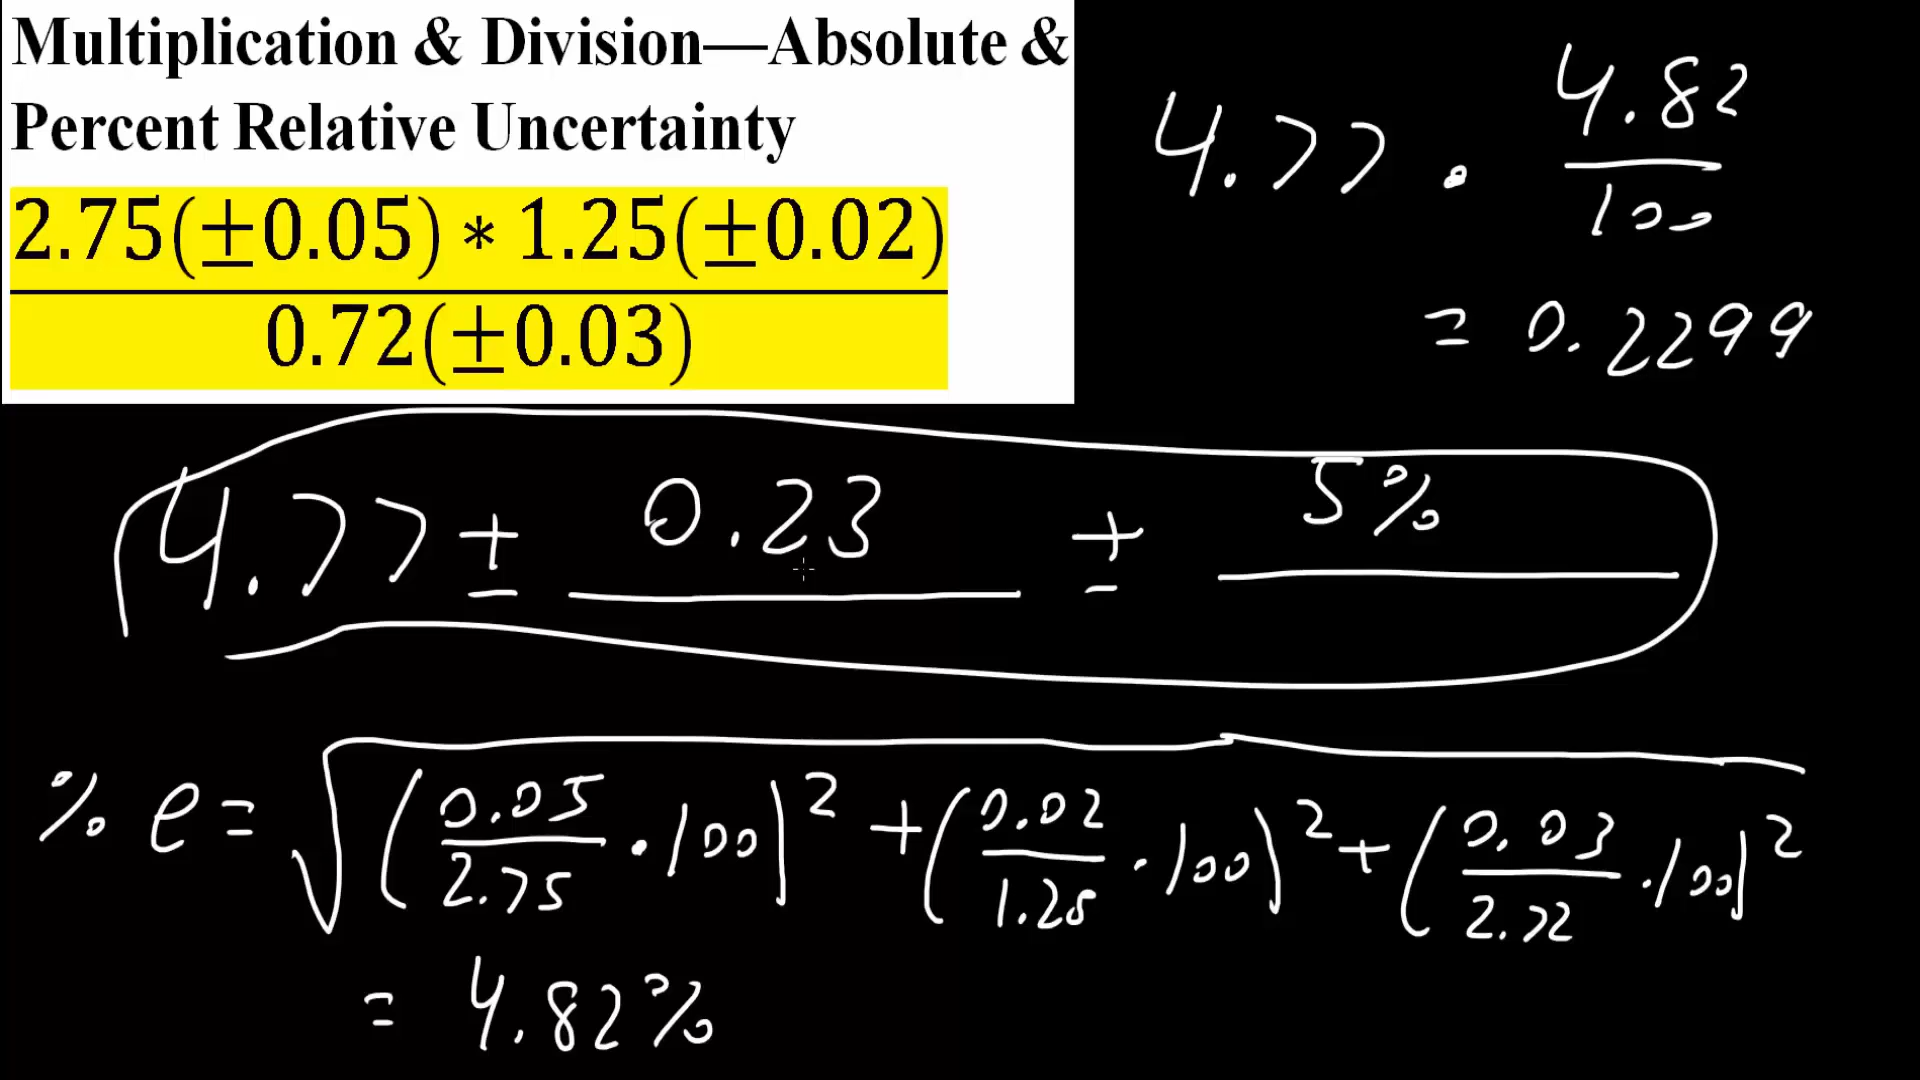 Multiplication & Division—Absolute &
Percent Relative Uncertainty
2.75(±0.05) * 1.25(±0.02)
0.72(±0.03)
4.77 · 4.82
100
= 0.2299
4.77 ± 0.23 ± 5%
% e = √ (0.05/2.75 · 100)² + (0.02/1.25 · 100)² + (0.03/2.72 · 100)²
= 4.82%